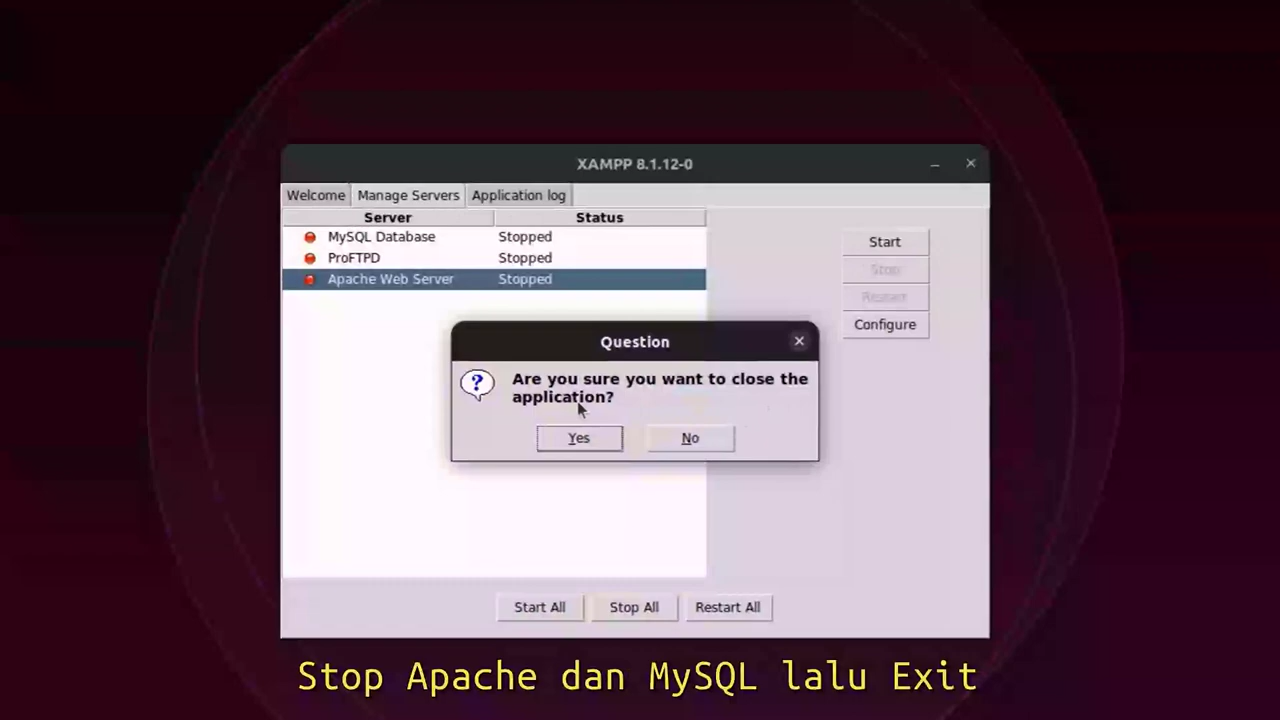 XAMPP 8.1.12-0
Welcome Manage Servers Application log
Server Status
MySQL Database Stopped
ProFTPD Stopped
Apache Web Server Stopped
Start
Stop
Restart
Configure
Question
?
Are you sure you want to close the
application?
Yes No
Start All Stop All Restart All
Stop Apache dan MySQL lalu Exit